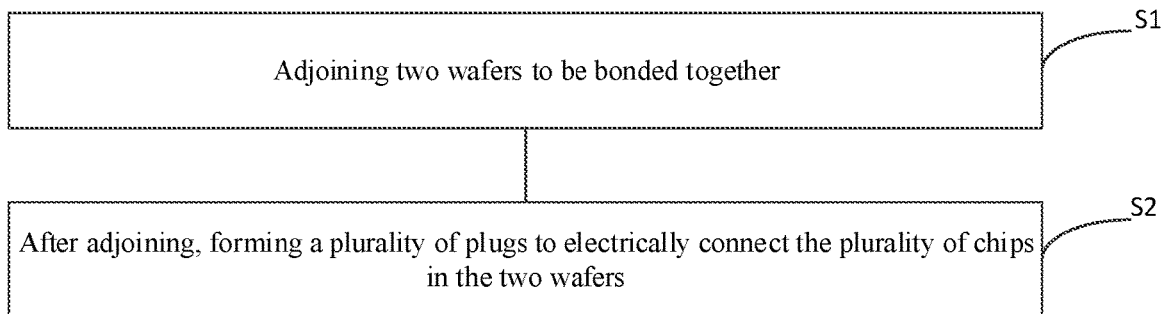 S1
Adjoining two wafers to be bonded together
S2
After adjoining, forming a plurality of plugs to electrically connect the plurality of chips
in the two wafers